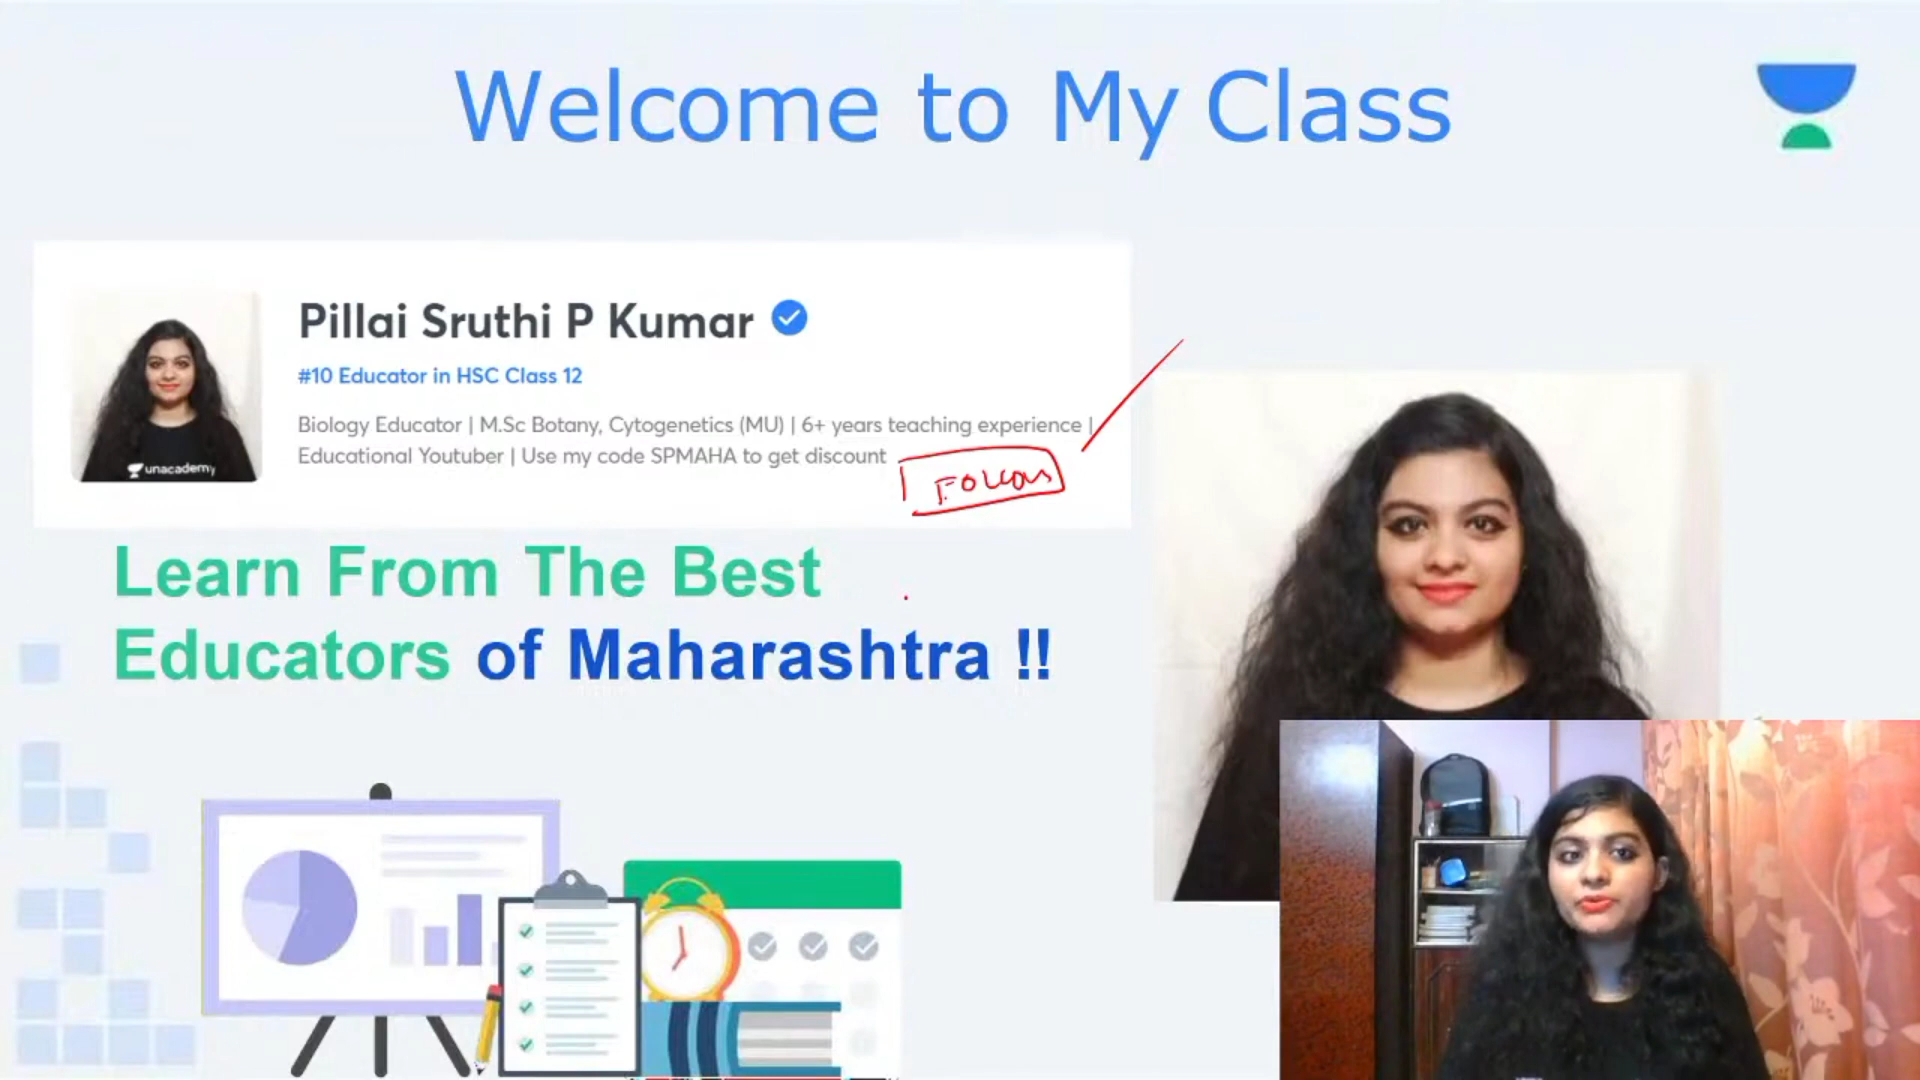 Welcome to My Class
Pillai Sruthi P Kumar
#10 Educator in HSC Class 12
Biology Educator | M.Sc Botany, Cytogenetics (MU) | 6+ years teaching experience |
Educational Youtuber | Use my code SPMAHA to get discount
unacademy
Follow
Learn From The Best
Educators of Maharashtra !!